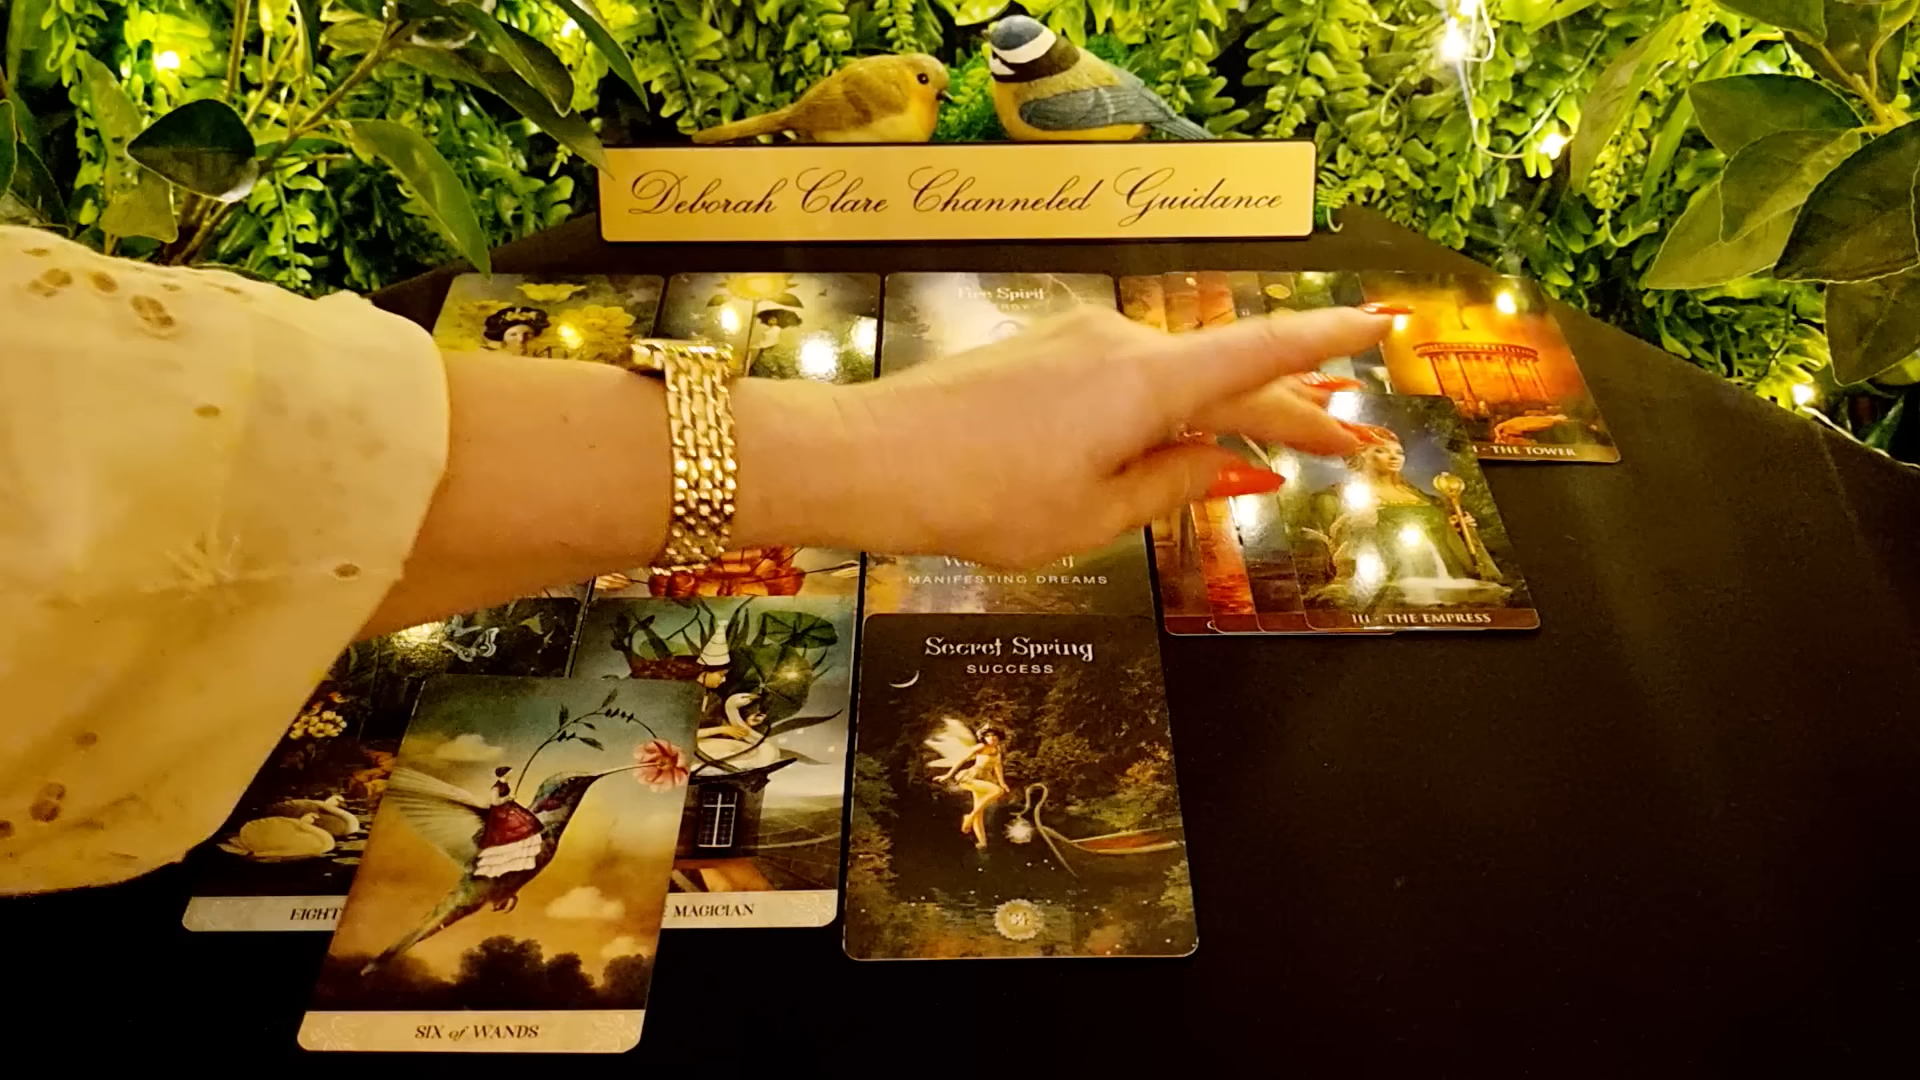 Deborah Clare Channeled Guidance
Fire Spirit
THE TOWER
MANIFESTING DREAMS
III · THE EMPRESS
Secret Spring
SUCCESS
EIGHT
MAGICIAN
SIX of WANDS